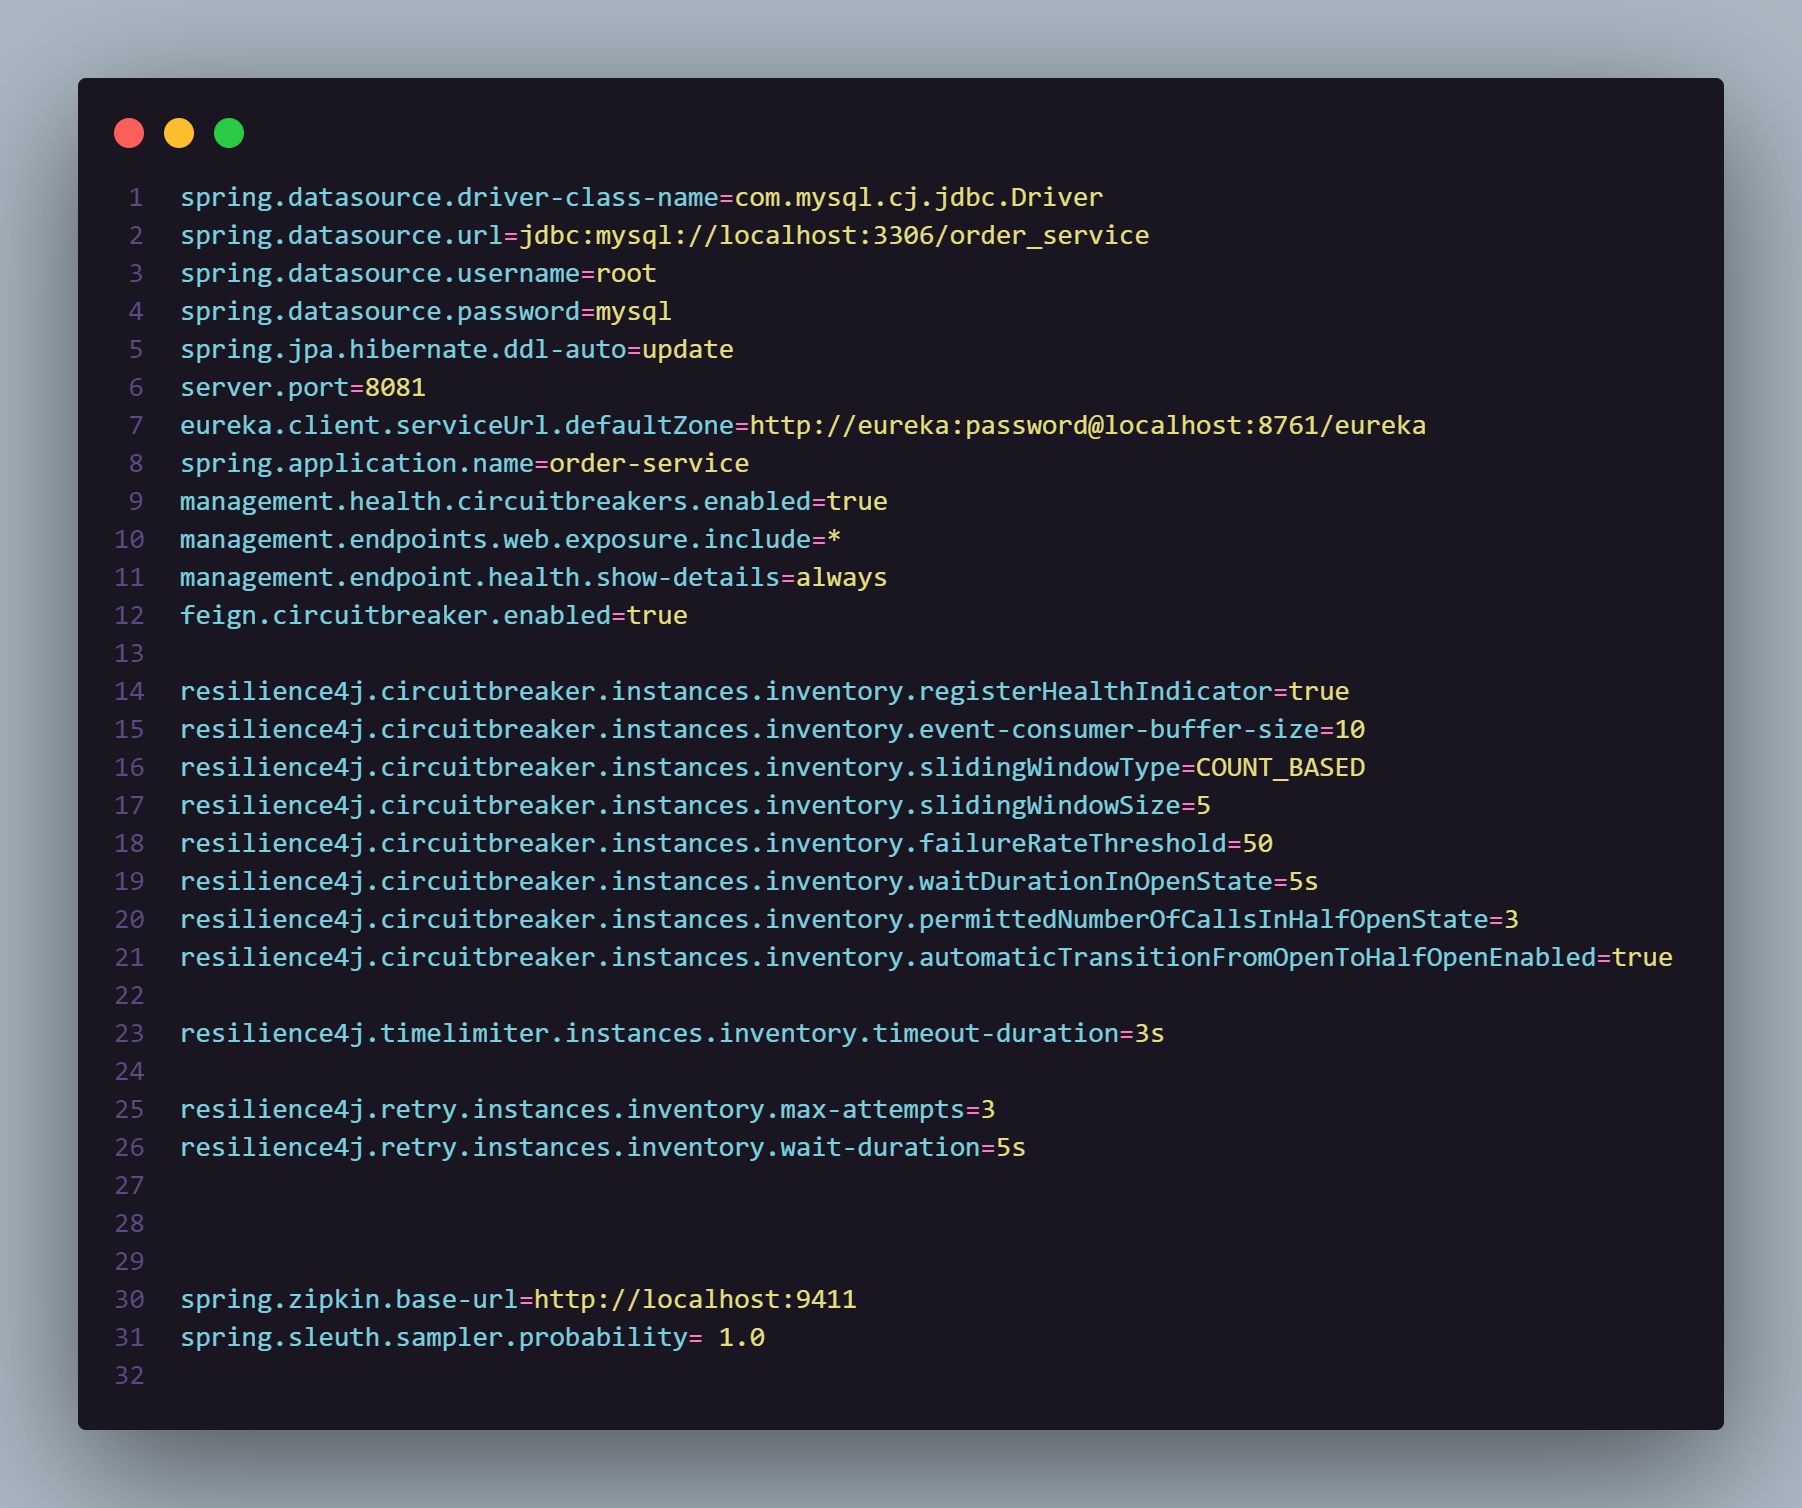 1 spring.datasource.driver-class-name=com.mysql.cj.jdbc.Driver
2 spring.datasource.url=jdbc:mysql://localhost:3306/order_service
3 spring.datasource.username=root
4 spring.datasource.password=mysql
5 spring.jpa.hibernate.ddl-auto=update
6 server.port=8081
7 eureka.client.serviceUrl.defaultZone=http://eureka:password@localhost:8761/eureka
8 spring.application.name=order-service
9 management.health.circuitbreakers.enabled=true
10 management.endpoints.web.exposure.include=*
11 management.endpoint.health.show-details=always
12 feign.circuitbreaker.enabled=true
13
14 resilience4j.circuitbreaker.instances.inventory.registerHealthIndicator=true
15 resilience4j.circuitbreaker.instances.inventory.event-consumer-buffer-size=10
16 resilience4j.circuitbreaker.instances.inventory.slidingWindowType=COUNT_BASED
17 resilience4j.circuitbreaker.instances.inventory.slidingWindowSize=5
18 resilience4j.circuitbreaker.instances.inventory.failureRateThreshold=50
19 resilience4j.circuitbreaker.instances.inventory.waitDurationInOpenState=5s
20 resilience4j.circuitbreaker.instances.inventory.permittedNumberOfCallsInHalfOpenState=3
21 resilience4j.circuitbreaker.instances.inventory.automaticTransitionFromOpenToHalfOpenEnabled=true
22
23 resilience4j.timelimiter.instances.inventory.timeout-duration=3s
24
25 resilience4j.retry.instances.inventory.max-attempts=3
26 resilience4j.retry.instances.inventory.wait-duration=5s
27
28
29
30 spring.zipkin.base-url=http://localhost:9411
31 spring.sleuth.sampler.probability= 1.0
32